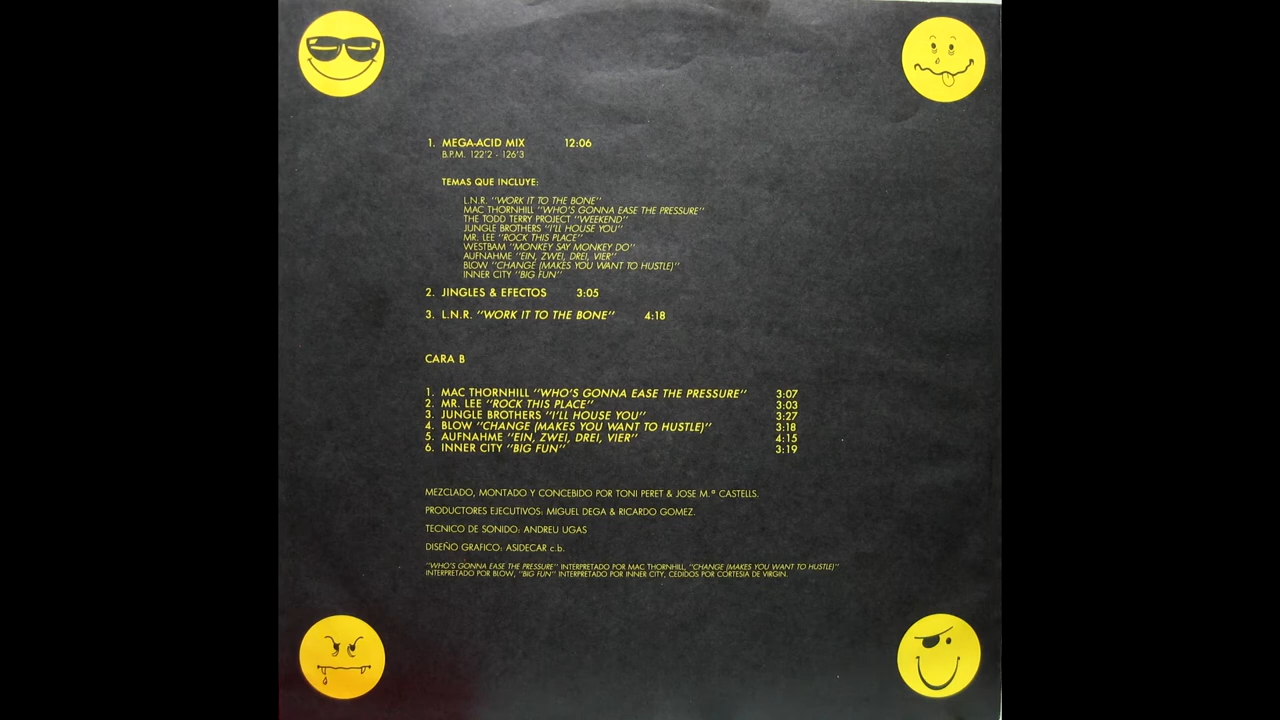 1. MEGA-ACID MIX 12:06
B.P.M. 122'2 - 126'3
TEMAS QUE INCLUYE:
L.N.R. "WORK IT TO THE BONE"
MAC THORNHILL "WHO'S GONNA EASE THE PRESSURE"
THE TODD TERRY PROJECT "WEEKEND"
JUNGLE BROTHERS "I'LL HOUSE YOU"
MR. LEE "ROCK THIS PLACE"
WESTBAM "MONKEY SAY MONKEY DO"
AUFNAHME "EIN, ZWEI, DREI, VIER"
BLOW "CHANGE (MAKES YOU WANT TO HUSTLE)"
INNER CITY "BIG FUN"
2. JINGLES & EFECTOS 3:05
3. L.N.R. "WORK IT TO THE BONE" 4:18
CARA B
1. MAC THORNHILL "WHO'S GONNA EASE THE PRESSURE" 3:07
2. MR. LEE "ROCK THIS PLACE" 3:03
3. JUNGLE BROTHERS "I'LL HOUSE YOU" 3:27
4. BLOW "CHANGE (MAKES YOU WANT TO HUSTLE)" 3:18
5. AUFNAHME "EIN, ZWEI, DREI, VIER" 4:15
6. INNER CITY "BIG FUN" 3:19
MEZCLADO, MONTADO Y CONCEBIDO POR TONI PERET & JOSE M.ª CASTELLS.
PRODUCTORES EJECUTIVOS: MIGUEL DEGA & RICARDO GOMEZ.
TECNICO DE SONIDO: ANDREU UGAS
DISEÑO GRAFICO: ASIDECAR c.b.
"WHO'S GONNA EASE THE PRESSURE" INTERPRETADO POR MAC THORNHILL, "CHANGE (MAKES YOU WANT TO HUSTLE)"
INTERPRETADO POR BLOW, "BIG FUN" INTERPRETADO POR INNER CITY, CEDIDOS POR CORTESIA DE VIRGIN.